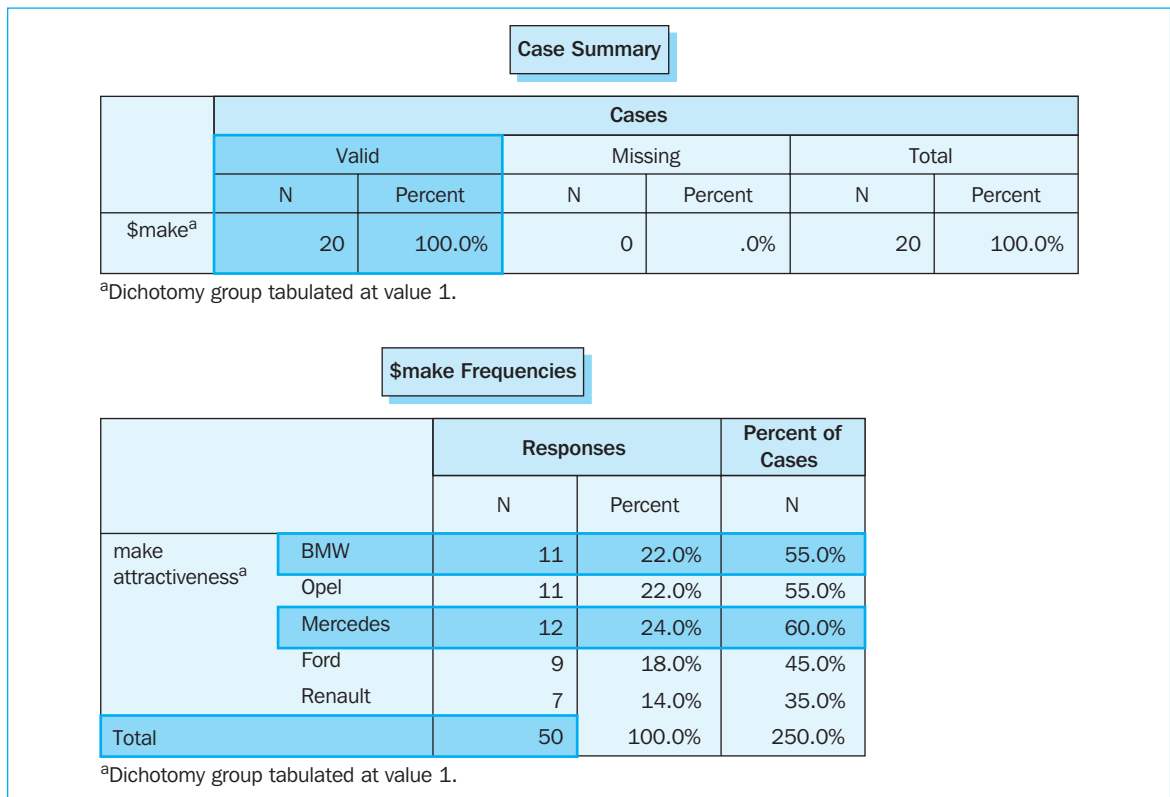 Case Summary
Cases
Valid Missing Total
N Percent N Percent N Percent
$makeᵃ 20 100.0% 0 .0% 20 100.0%
ᵃDichotomy group tabulated at value 1.
$make Frequencies
Responses Percent of
Cases
N Percent N
make BMW 11 22.0% 55.0%
attractivenessᵃ
Opel 11 22.0% 55.0%
Mercedes 12 24.0% 60.0%
Ford 9 18.0% 45.0%
Renault 7 14.0% 35.0%
Total 50 100.0% 250.0%
ᵃDichotomy group tabulated at value 1.